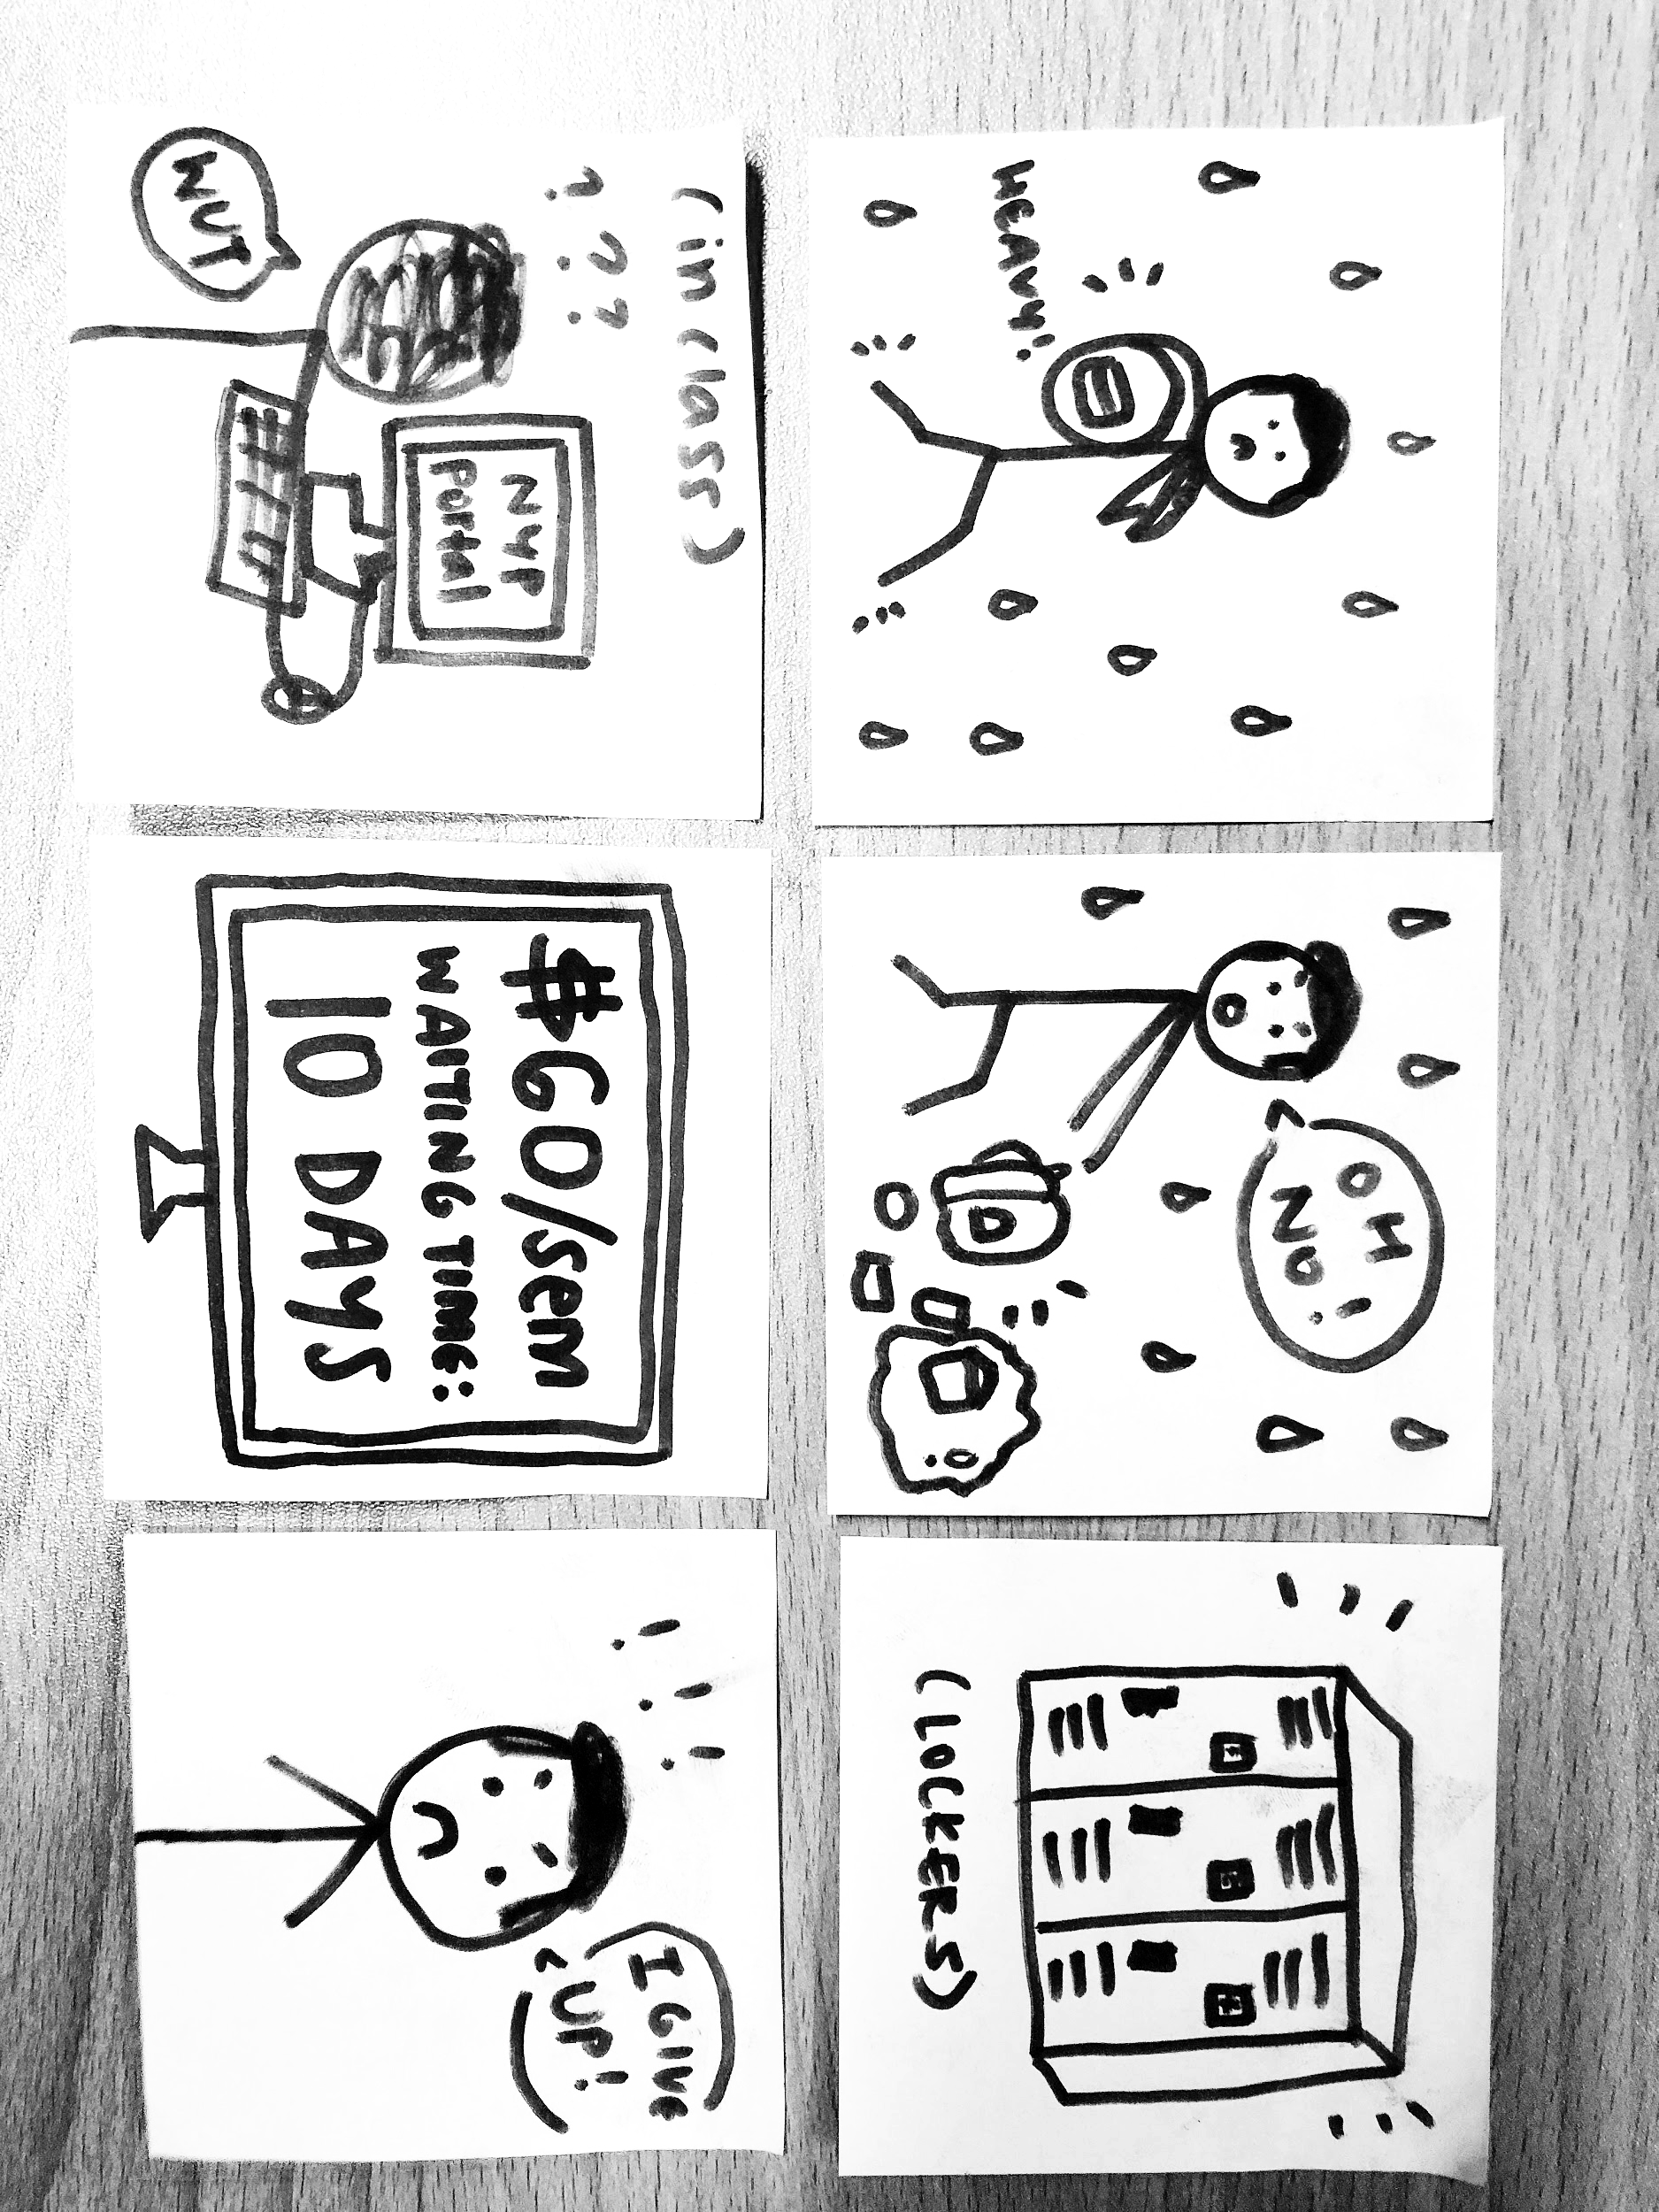 HEAVY!
OH
NO!
(LOCKERS)
(in class)
???
NYP
Portal
WUT
$60/sem
WAITING TIME:
10 DAYS
!!!
I GIVE
UP!